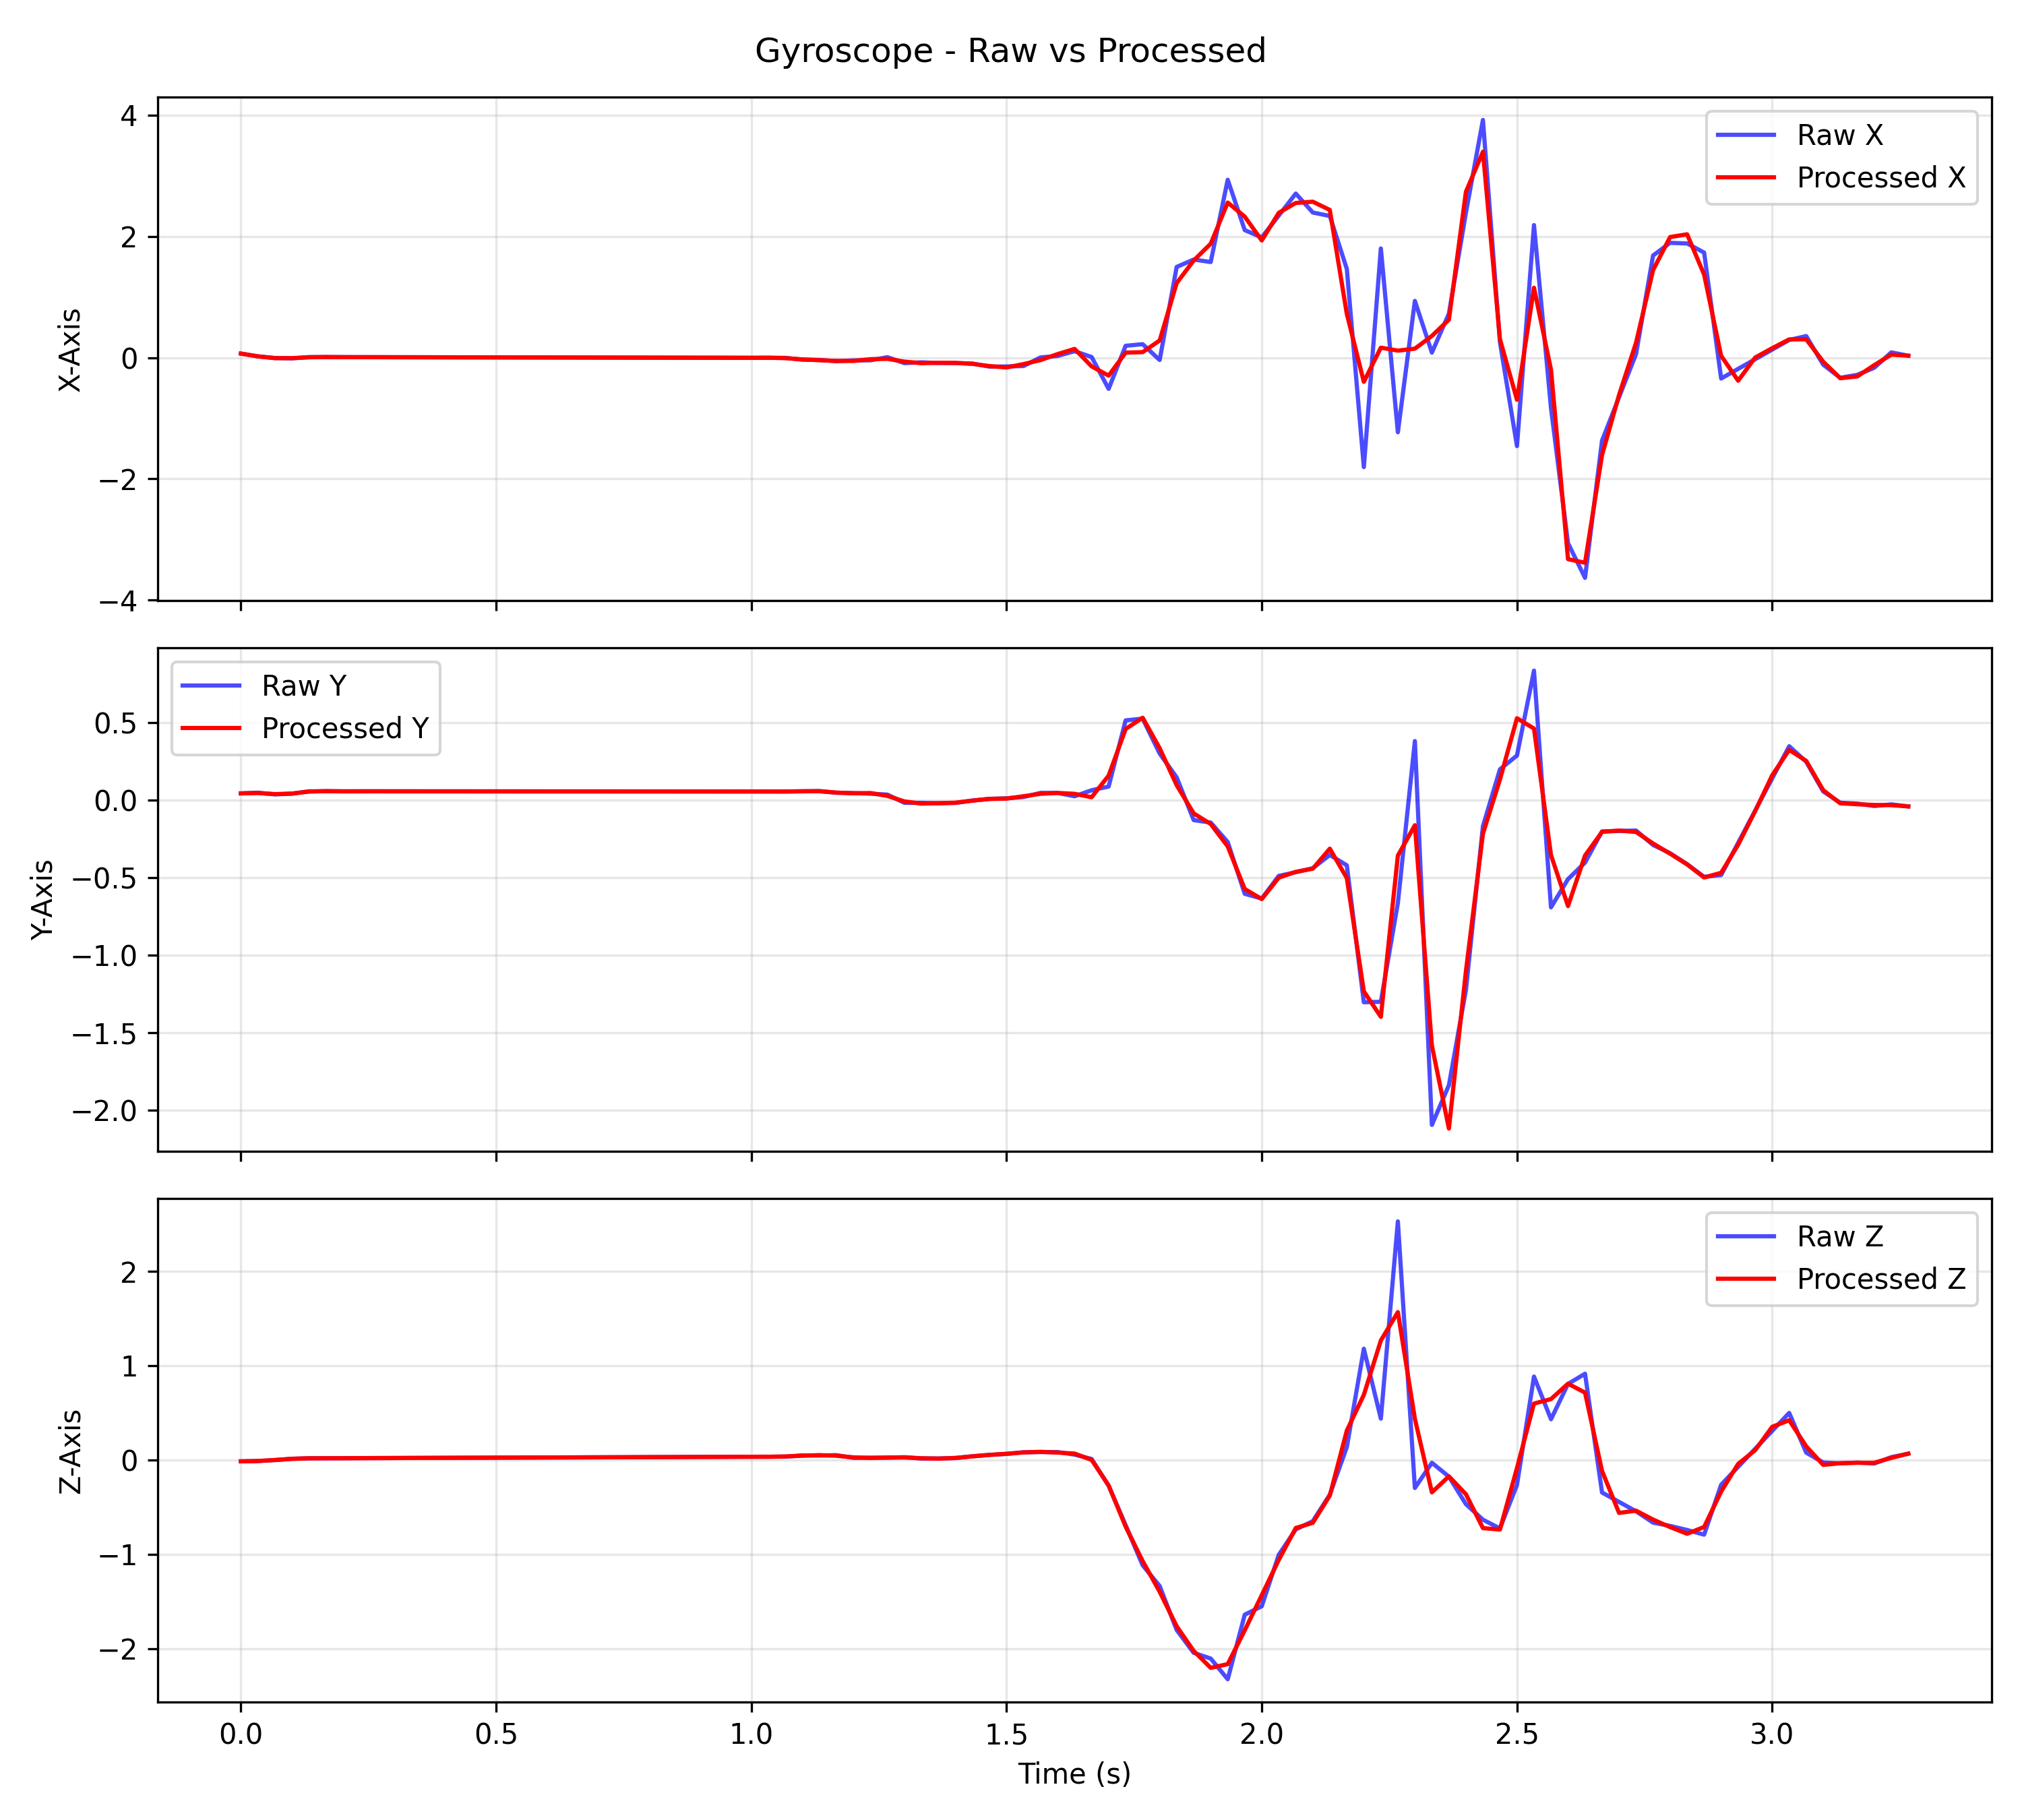 Gyroscope - Raw vs Processed
4
2
0
−2
−4
X-Axis
Raw X
Processed X
0.5
0.0
−0.5
−1.0
−1.5
−2.0
Y-Axis
Raw Y
Processed Y
2
1
0
−1
−2
Z-Axis
Raw Z
Processed Z
0.0 0.5 1.0 1.5 2.0 2.5 3.0
Time (s)